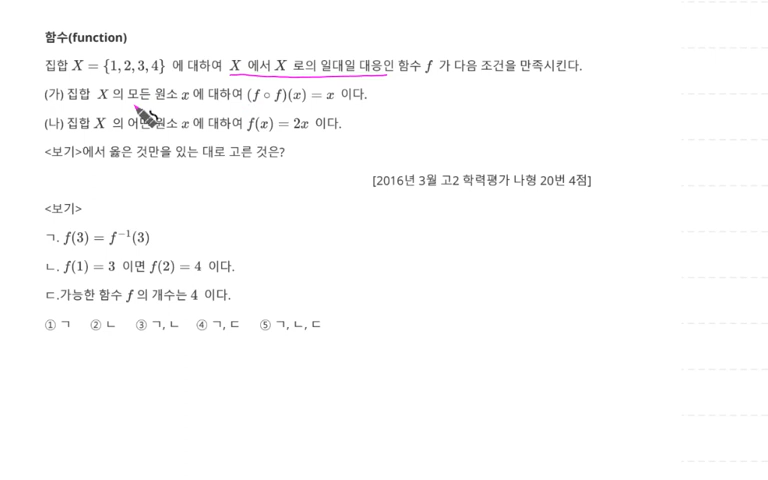 함수(function)
집합 X = {1, 2, 3, 4} 에 대하여 X 에서 X 로의 일대일 대응인 함수 f 가 다음 조건을 만족시킨다.
(가) 집합 X 의 모든 원소 x 에 대하여 (f ∘ f)(x) = x 이다.
(나) 집합 X 의 어떤 원소 x 에 대하여 f(x) = 2x 이다.
<보기>에서 옳은 것만을 있는 대로 고른 것은?
[2016년 3월 고2 학력평가 나형 20번 4점]
<보기>
ㄱ. f(3) = f⁻¹(3)
ㄴ. f(1) = 3 이면 f(2) = 4 이다.
ㄷ.가능한 함수 f 의 개수는 4 이다.
① ㄱ ② ㄴ ③ ㄱ, ㄴ ④ ㄱ, ㄷ ⑤ ㄱ, ㄴ, ㄷ